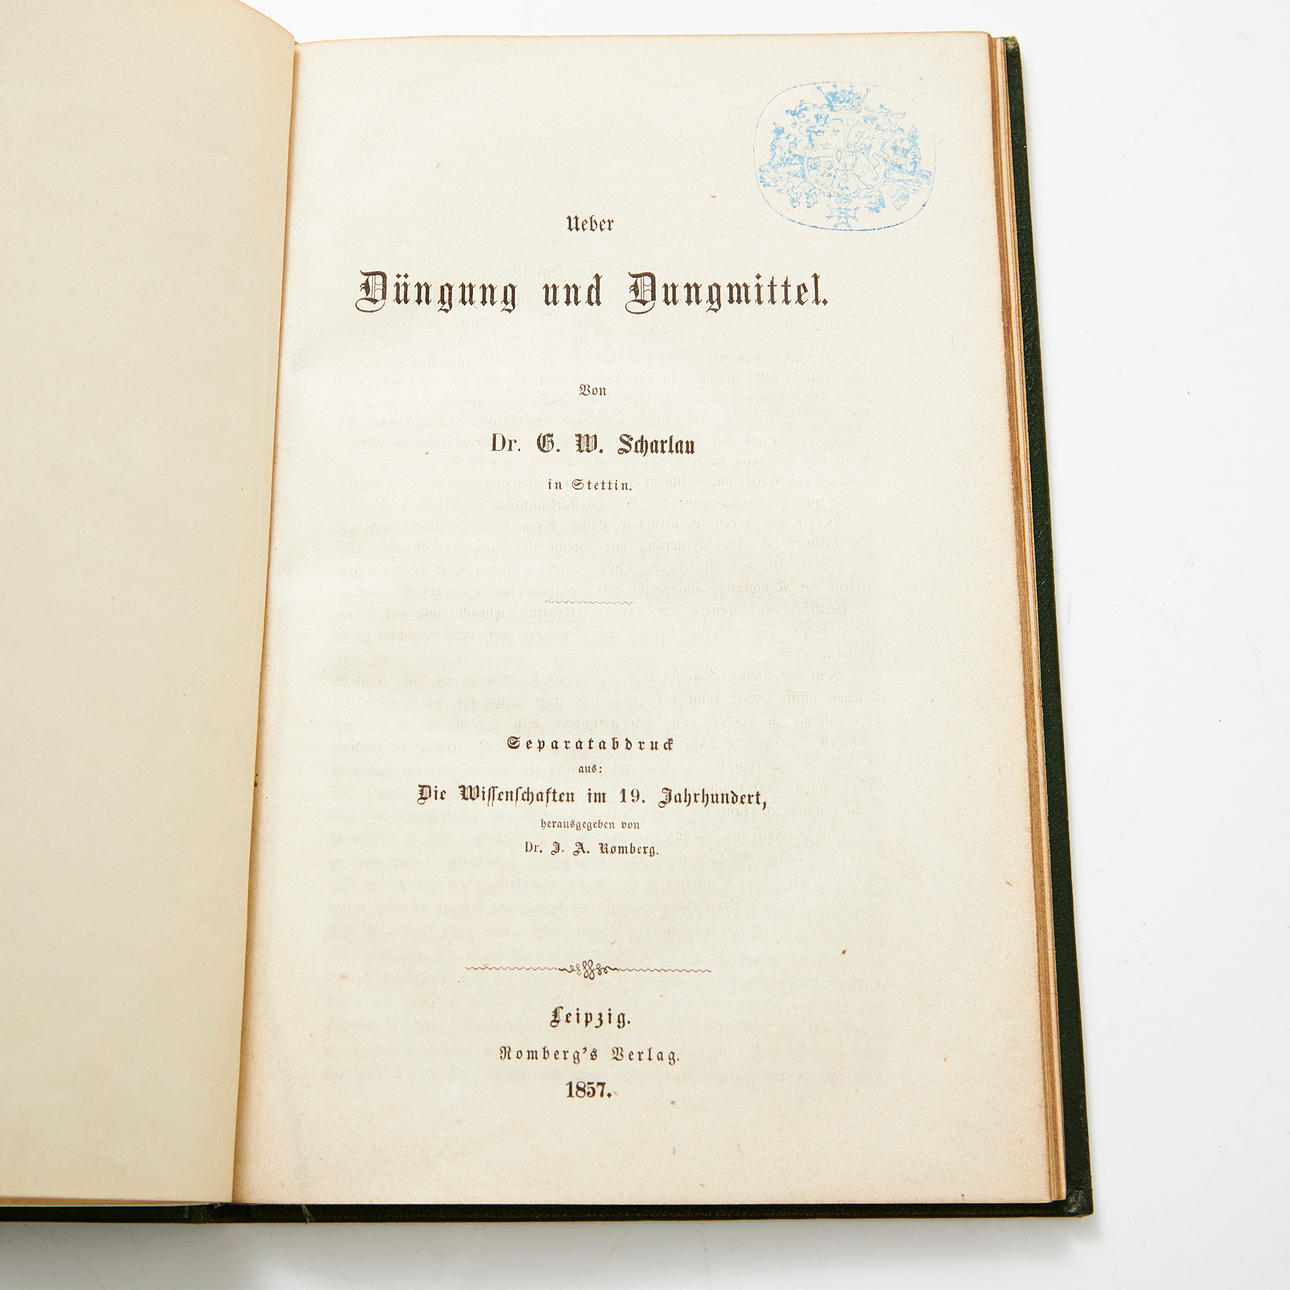 Ueber
Düngung und Dungmittel.
Von
Dr. G. W. Scharlau
in Stettin.
Separatabdruck
aus:
Die Wiſſenſchaften im 19. Jahrhundert,
herausgegeben von
Dr. J. A. Romberg.
Leipzig.
Romberg's Verlag.
1857.